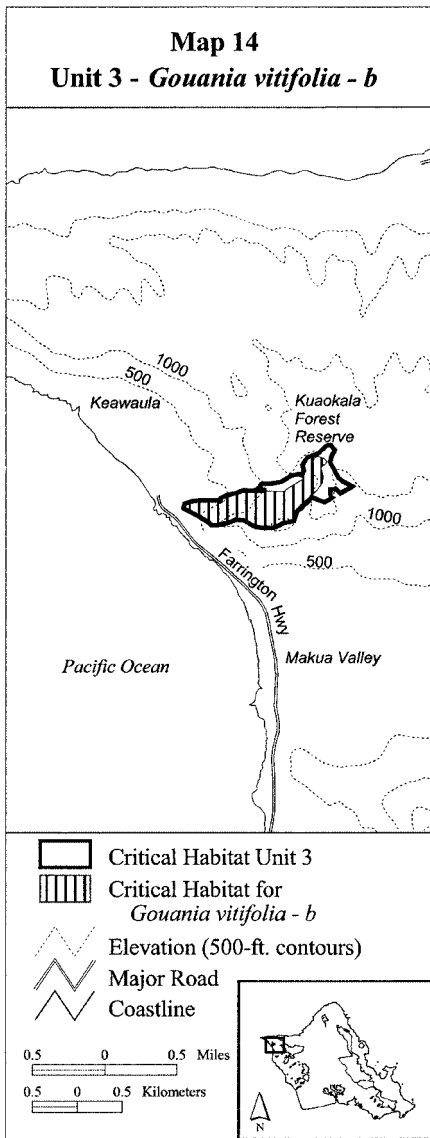 Map 14
Unit 3 - Gouania vitifolia - b
1000
500
Keawaula
Kuaokala
Forest
Reserve
1000
500
Farrington
Hwy
Pacific Ocean
Makua Valley
Critical Habitat Unit 3
Critical Habitat for
Gouania vitifolia - b
Elevation (500-ft. contours)
Major Road
Coastline
0.5 0 0.5 Miles
0.5 0 0.5 Kilometers
N